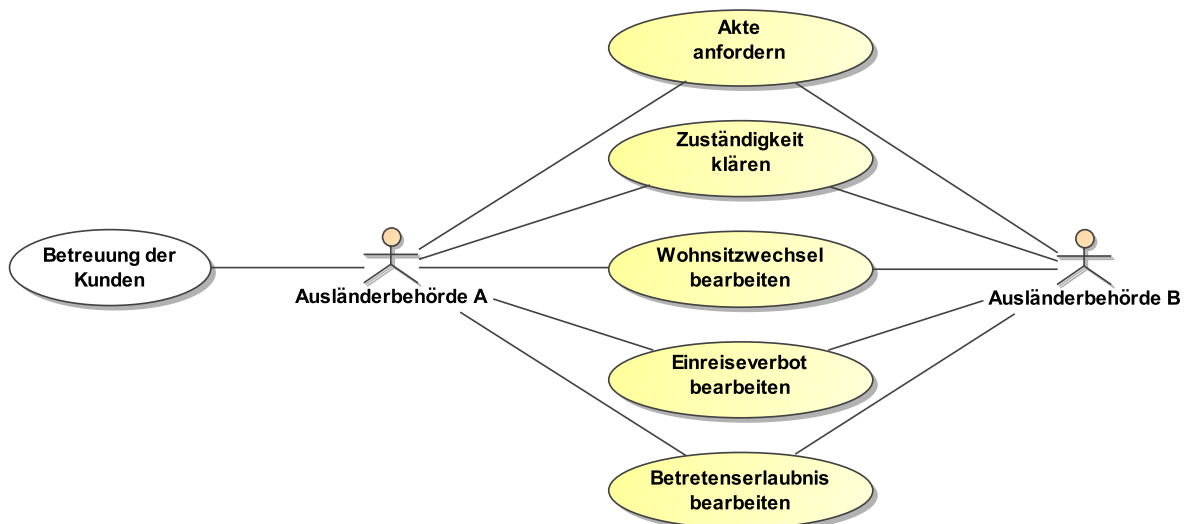 Akte
anfordern
Zuständigkeit
klären
Betreuung der
Kunden
Wohnsitzwechsel
bearbeiten
Ausländerbehörde A
Ausländerbehörde B
Einreiseverbot
bearbeiten
Betretenserlaubnis
bearbeiten